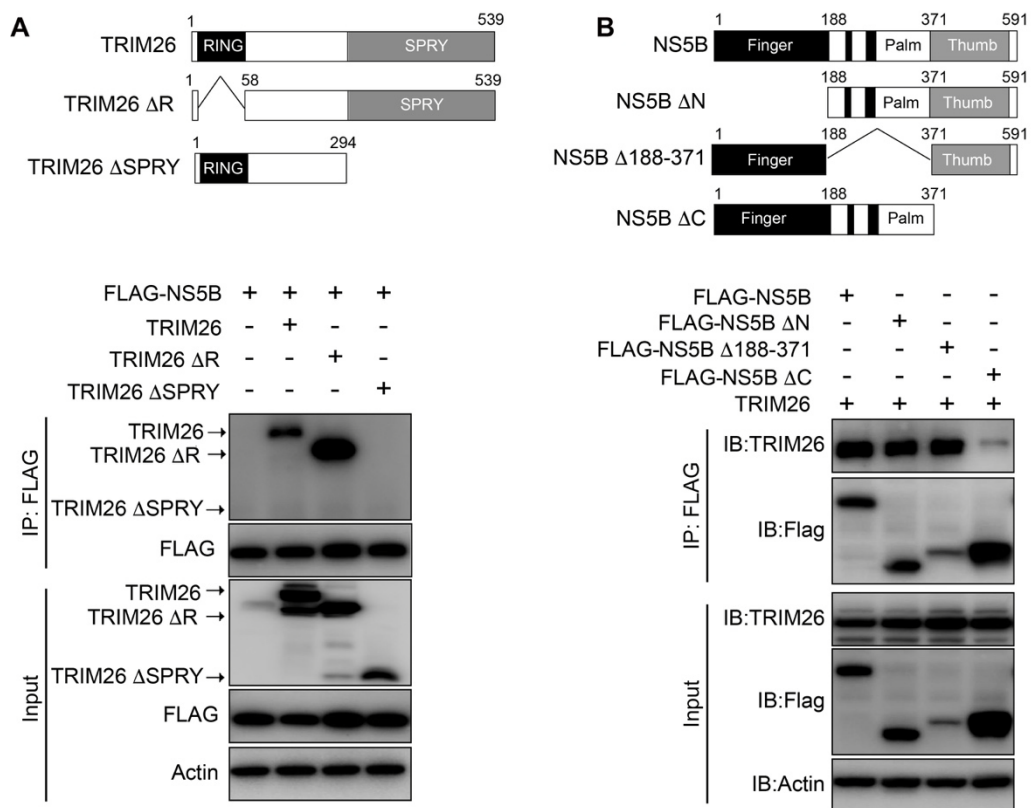 A
1 539
TRIM26 RING SPRY
1 58 539
TRIM26 ΔR SPRY
1 294
TRIM26 ΔSPRY RING
FLAG-NS5B + + + +
TRIM26 - + - -
TRIM26 ΔR - - + -
TRIM26 ΔSPRY - - - +
IP: FLAG
TRIM26→
TRIM26 ΔR→
TRIM26 ΔSPRY→
FLAG
Input
TRIM26→
TRIM26 ΔR→
TRIM26 ΔSPRY→
FLAG
Actin
B
1 188 371 591
NS5B Finger Palm Thumb
188 371 591
NS5B ΔN Palm Thumb
1 188 371 591
NS5B Δ188-371 Finger Thumb
1 188 371
NS5B ΔC Finger Palm
FLAG-NS5B + - - -
FLAG-NS5B ΔN - + - -
FLAG-NS5B Δ188-371 - - + -
FLAG-NS5B ΔC - - - +
TRIM26 + + + +
IP: FLAG
IB:TRIM26
IB:Flag
Input
IB:TRIM26
IB:Flag
IB:Actin